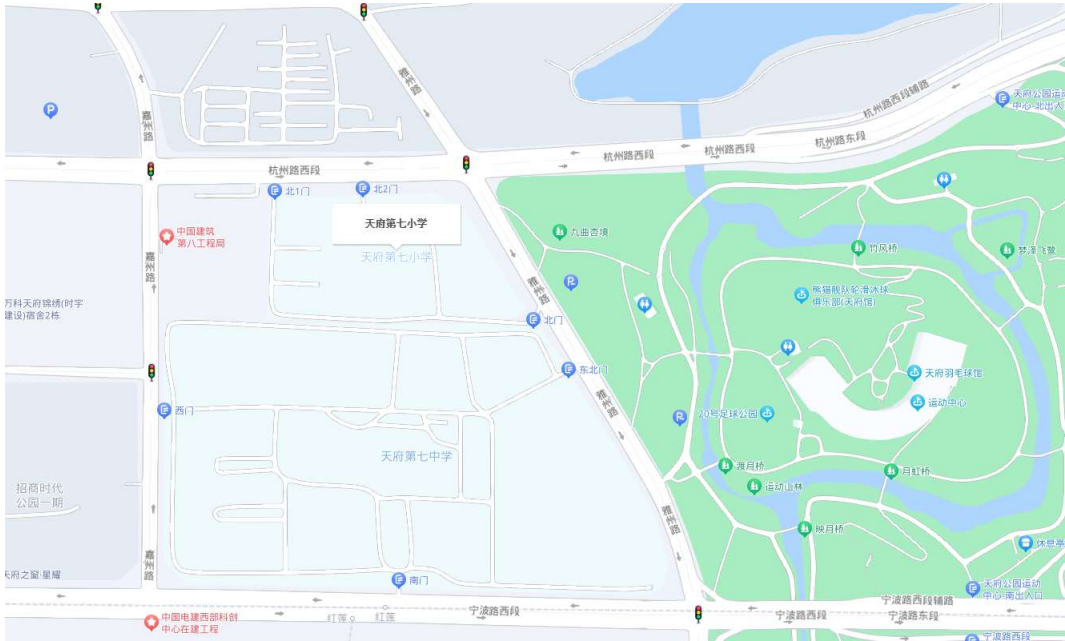 雅州路
杭州路西段辅路
天府公园运动
中心-北出入口
P
嘉州路
杭州路东段
杭州路西段
杭州路西段
杭州路西段
北1门
北2门
天府第七小学
天府第七小学
中国建筑
第八工程局
九曲杏境
竹风桥
梦泽飞鹭
嘉州路
雅州路
熊猫舰队轮滑冰球
俱乐部(天府馆)
万科天府锦绣(时宇
建设)宿舍2栋
北门
东北门
天府羽毛球馆
运动中心
雅州路
西门
20号足球公园
天府第七中学
渡月桥
月虹桥
运动山林
招商时代
公园一期
雅州路
映月桥
休息亭
嘉州路
天府之窗·星耀
南门
天府公园运动
中心-南出入口
宁波路西段辅路
宁波路西段
宁波路西段
宁波路东段
中国电建西部科创
中心在建工程
红莲
红莲
宁波路西段